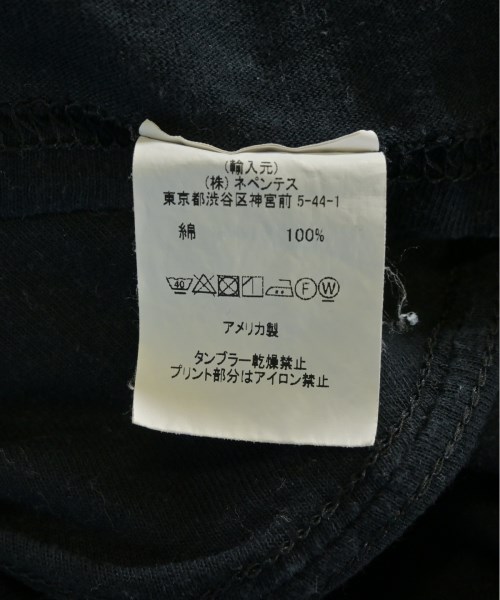 (輸入元)
(株) ネペンテス
東京都渋谷区神宮前 5-44-1
綿 100%
40 F W
アメリカ製
タンブラー乾燥禁止
プリント部分はアイロン禁止